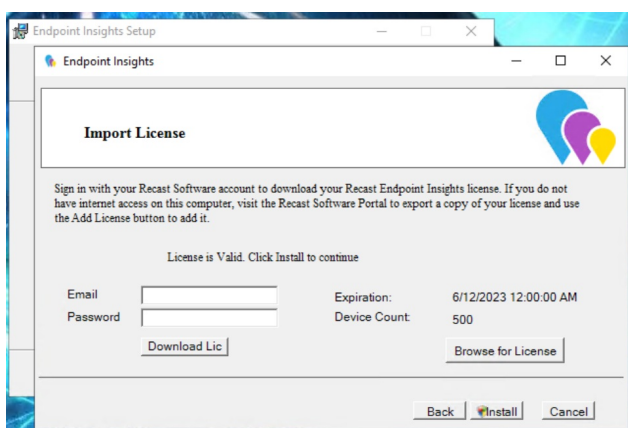 Endpoint Insights Setup
Endpoint Insights
Import License
Sign in with your Recast Software account to download your Recast Endpoint Insights license. If you do not
have internet access on this computer, visit the Recast Software Portal to export a copy of your license and use
the Add License button to add it.
License is Valid. Click Install to continue
Email
Expiration: 6/12/2023 12:00:00 AM
Password
Device Count: 500
Download Lic
Browse for License
Back Install Cancel